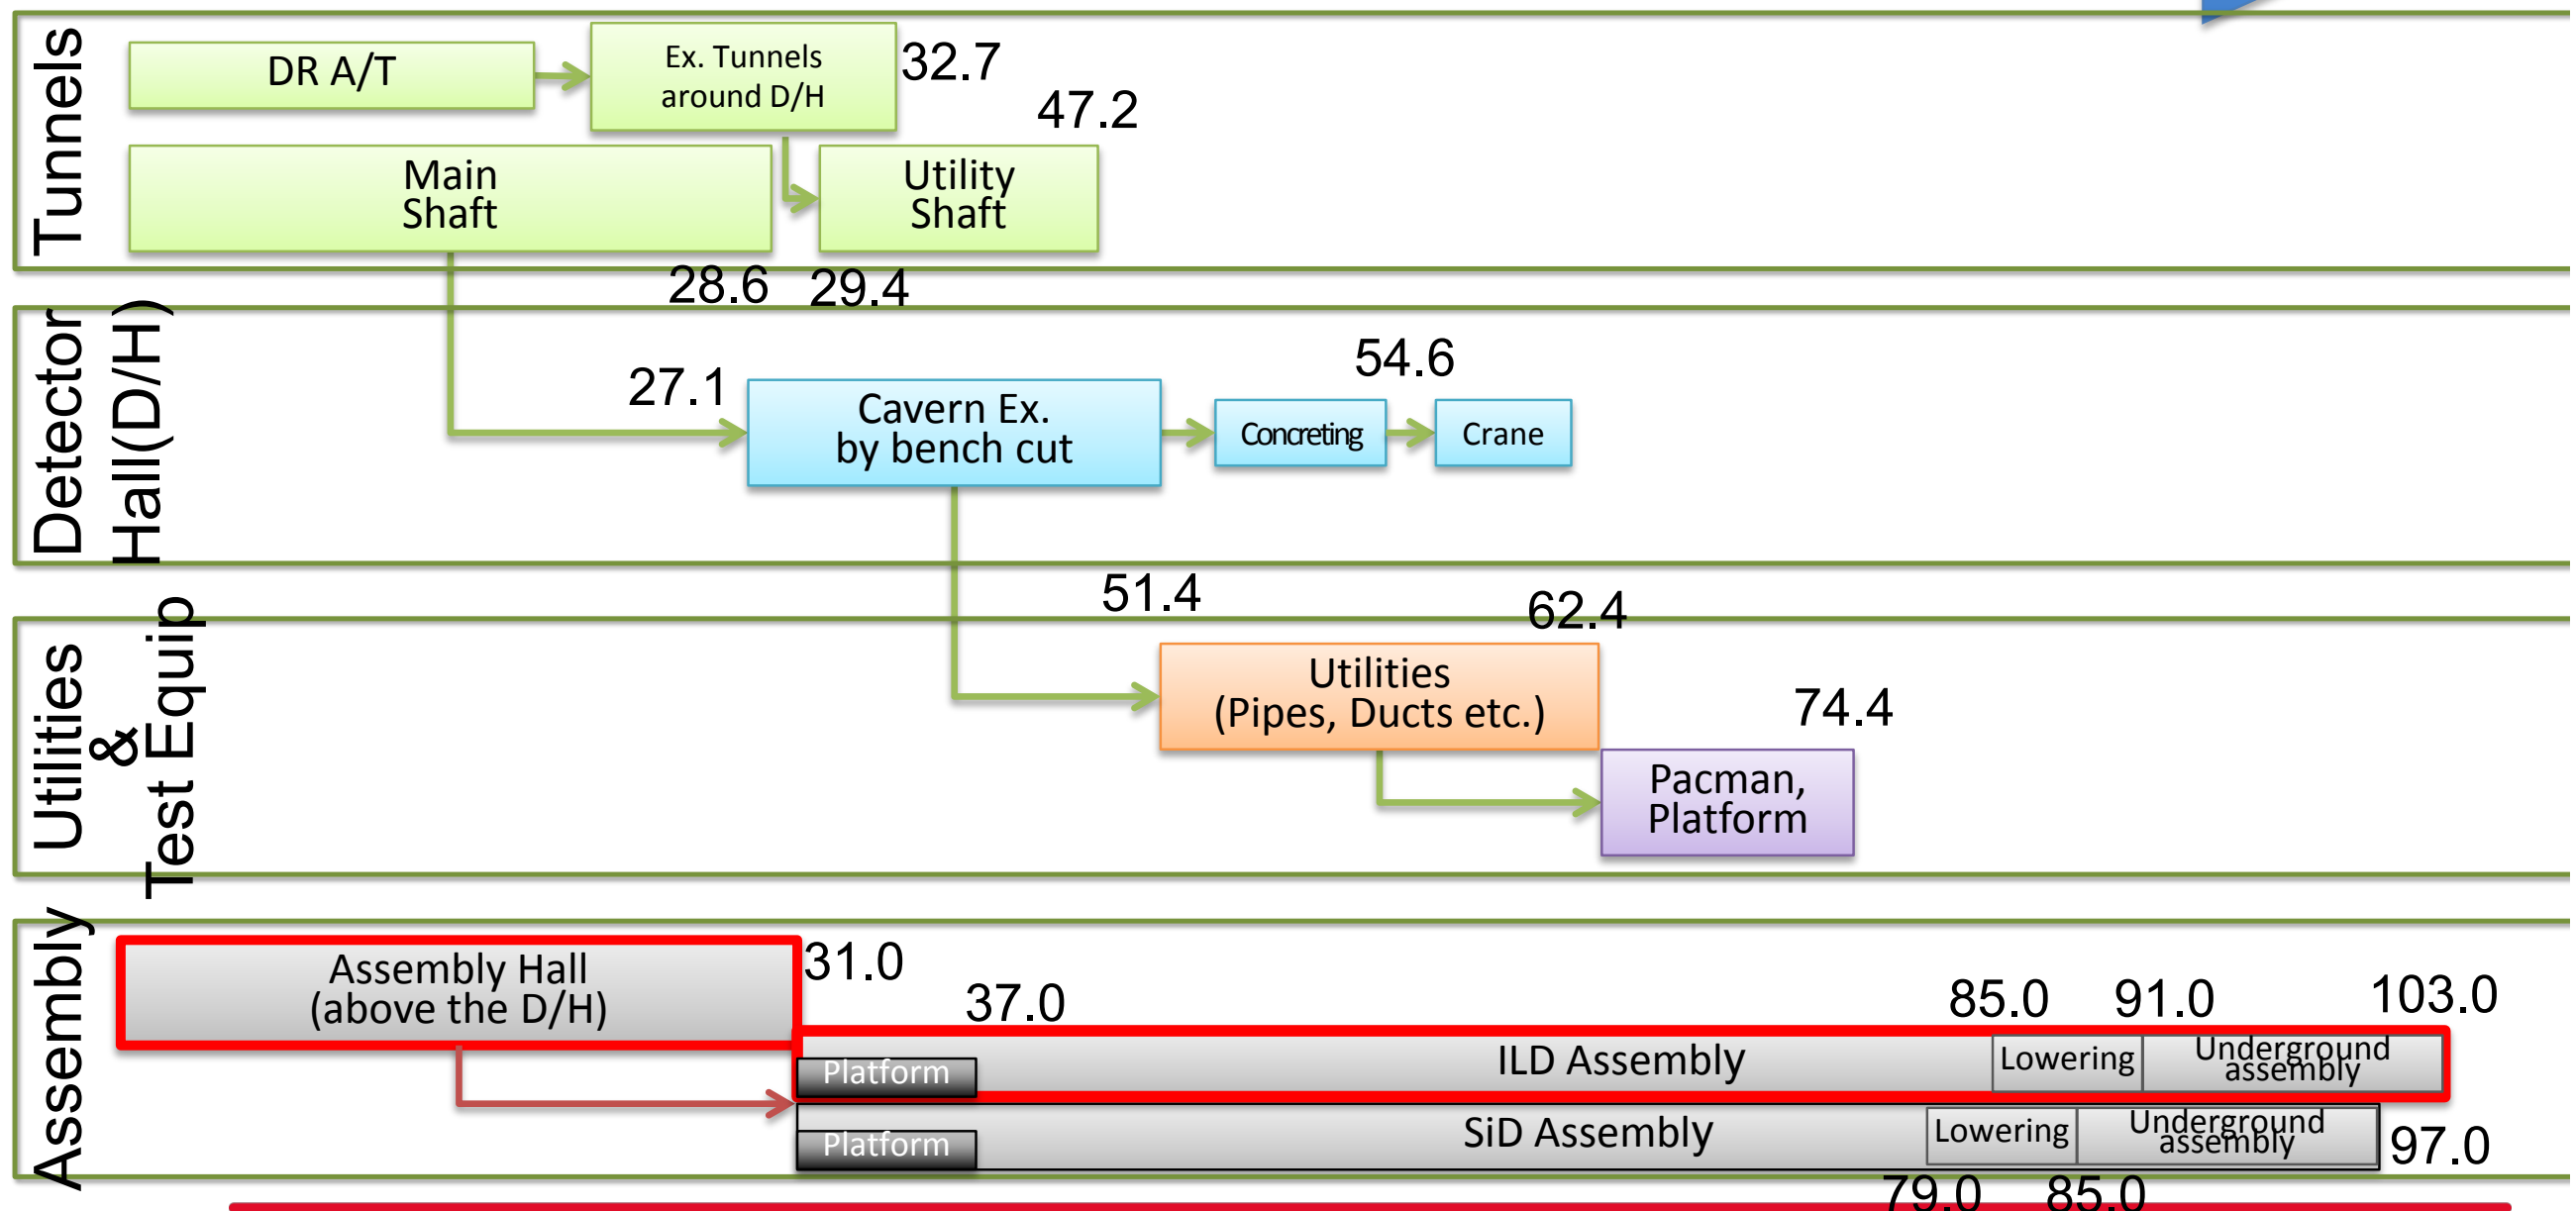 Tunnels
DR A/T
Ex. Tunnels
around D/H
32.7
47.2
Main
Shaft
Utility
Shaft
28.6
29.4
Detector
Hall(D/H)
27.1
Cavern Ex.
by bench cut
54.6
Concreting
Crane
51.4
62.4
Utilities
&
Test Equip
Utilities
(Pipes, Ducts etc.)
74.4
Pacman,
Platform
Assembly
Assembly Hall
(above the D/H)
31.0
37.0
85.0
91.0
103.0
Platform
ILD Assembly
Lowering
Underground
assembly
Platform
SiD Assembly
Lowering
Underground
assembly
97.0
79.0
85.0